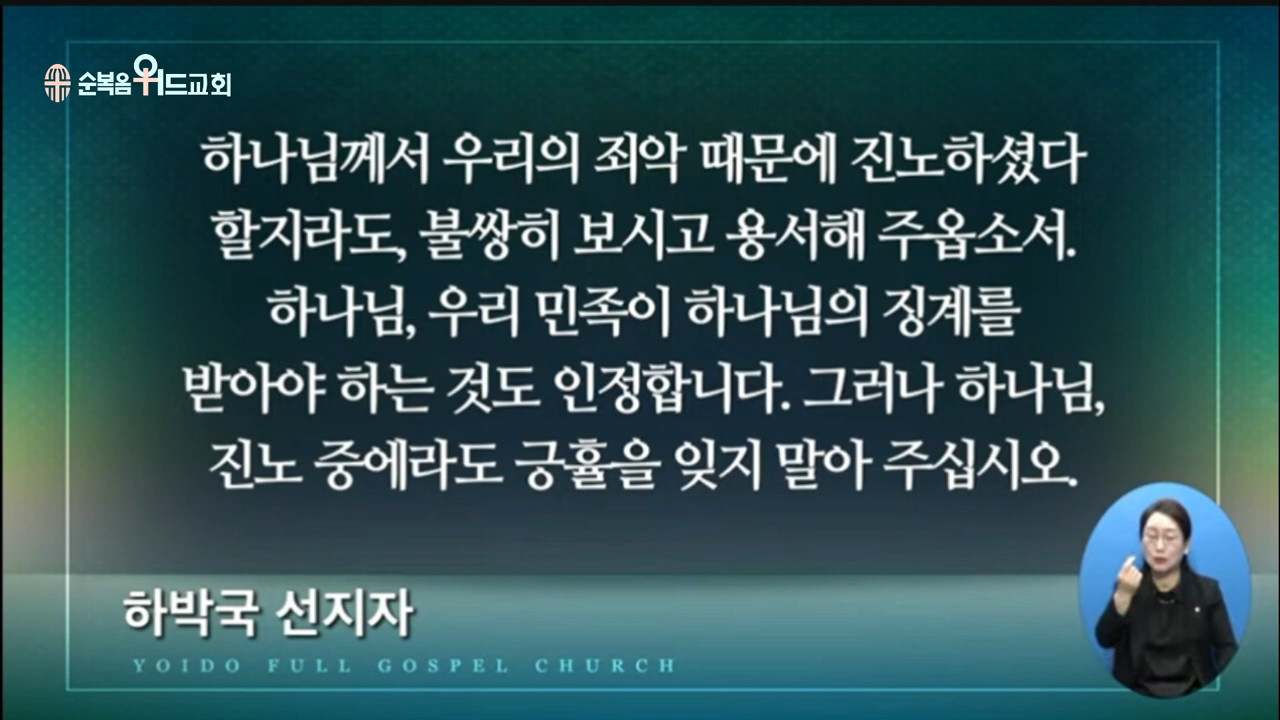 순복음위드교회
하나님께서 우리의 죄악 때문에 진노하셨다
할지라도, 불쌍히 보시고 용서해 주옵소서.
하나님, 우리 민족이 하나님의 징계를
받아야 하는 것도 인정합니다. 그러나 하나님,
진노 중에라도 긍휼을 잊지 말아 주십시오.
하박국 선지자
YOIDO FULL GOSPEL CHURCH